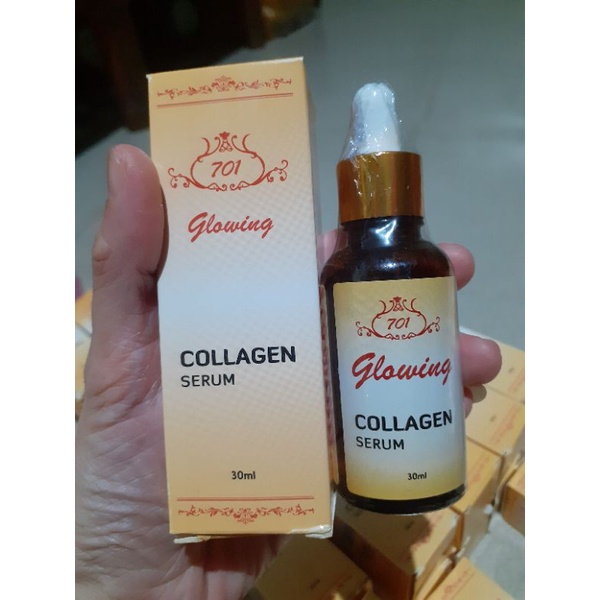 701
Glowing
COLLAGEN
SERUM
30ml
701
Glowing
COLLAGEN
SERUM
30ml